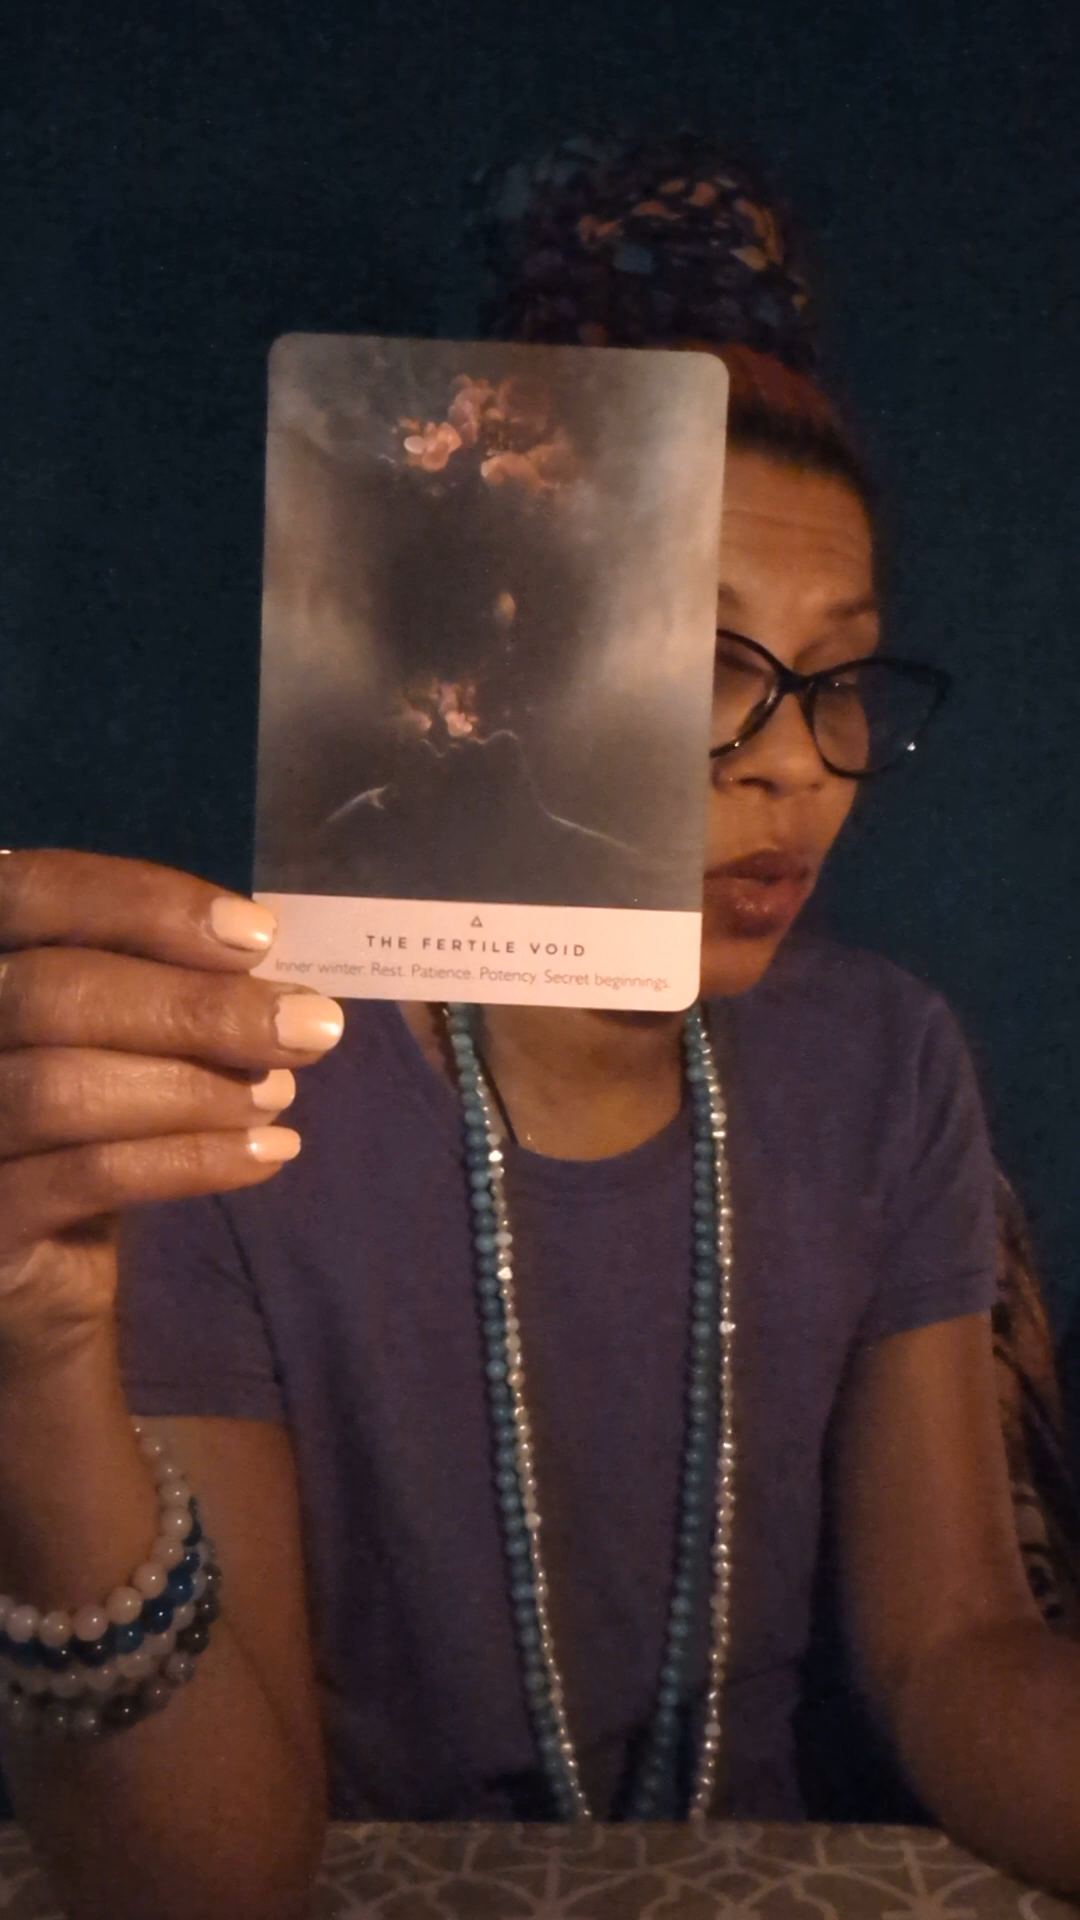 THE FERTILE VOID
Inner winter. Rest. Patience. Potency. Secret beginnings.